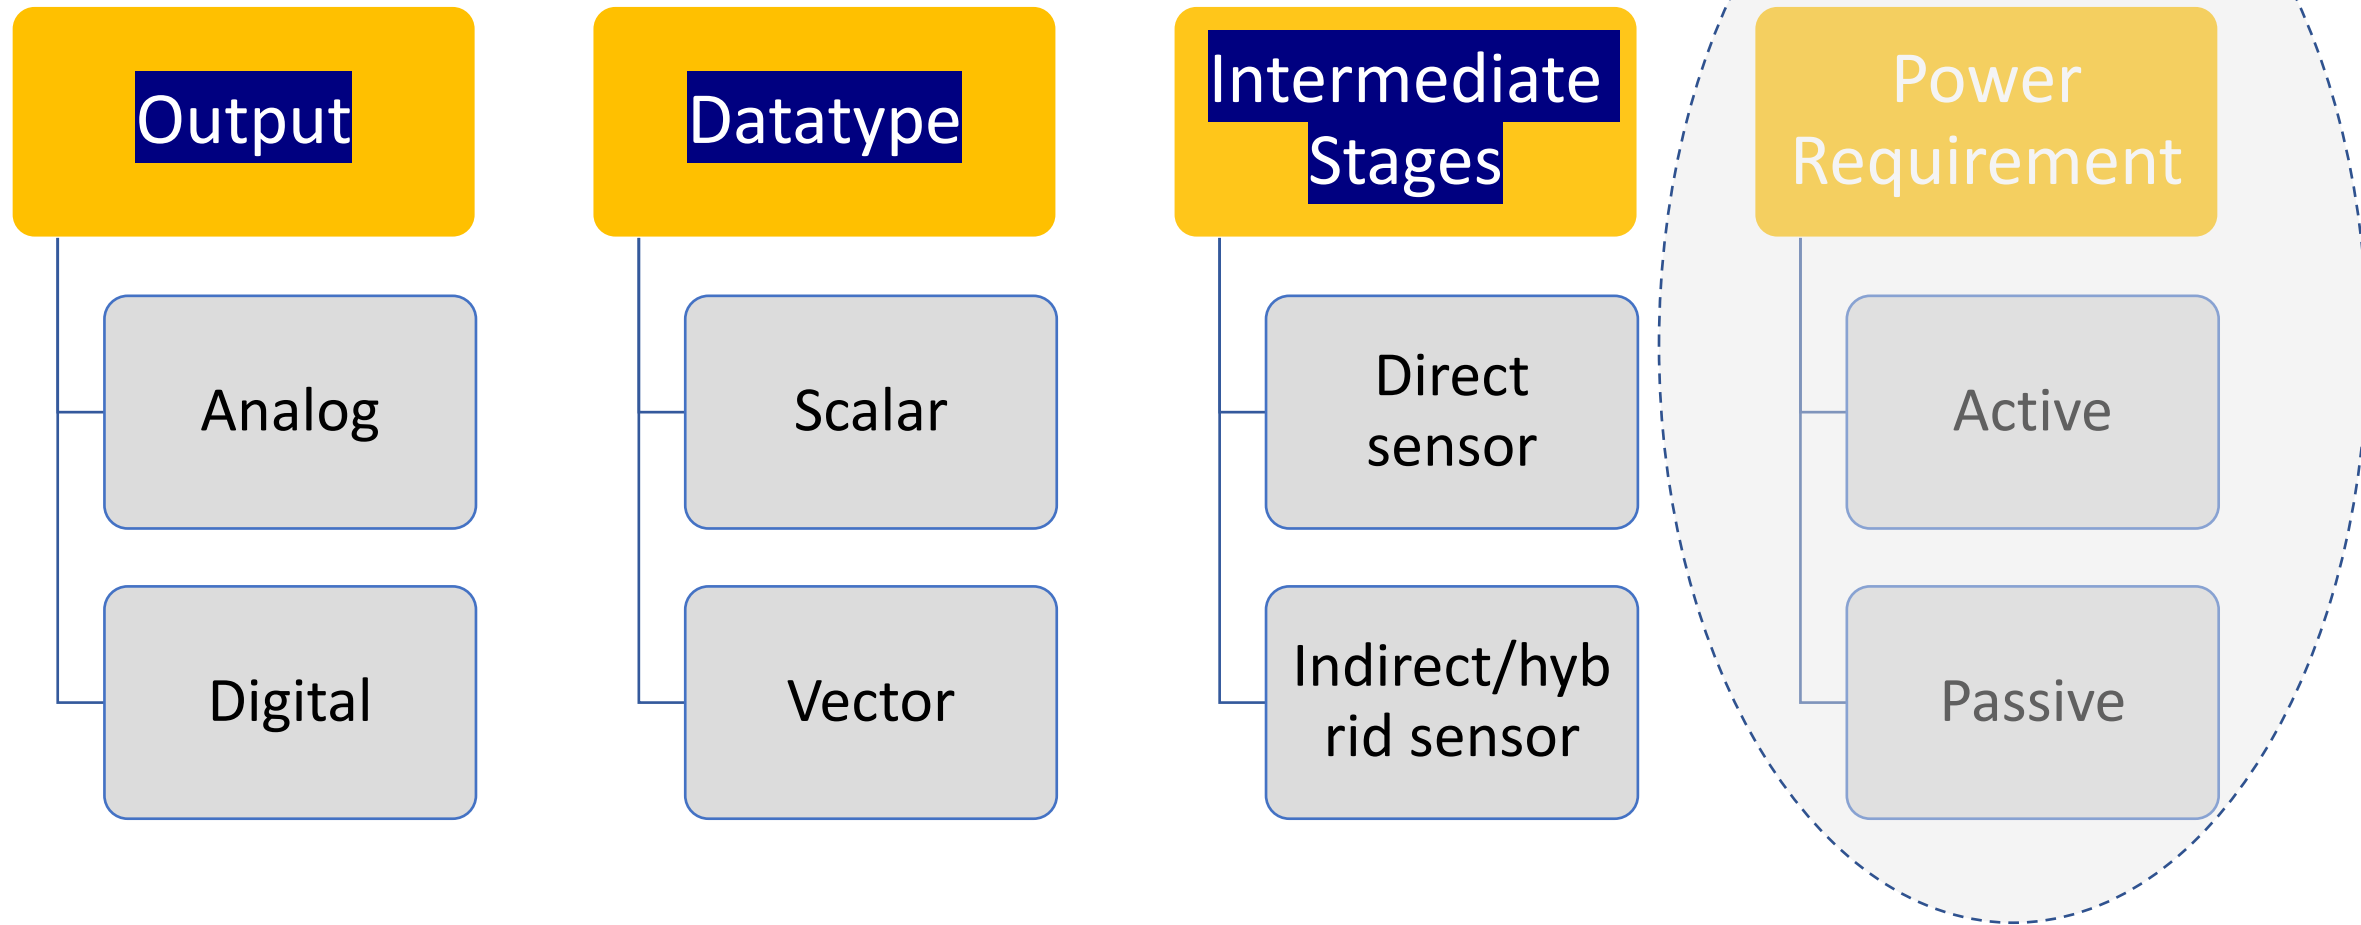 Output
Analog
Digital
Datatype
Scalar
Vector
Intermediate
Stages
Direct
sensor
Indirect/hyb
rid sensor
Power
Requirement
Active
Passive